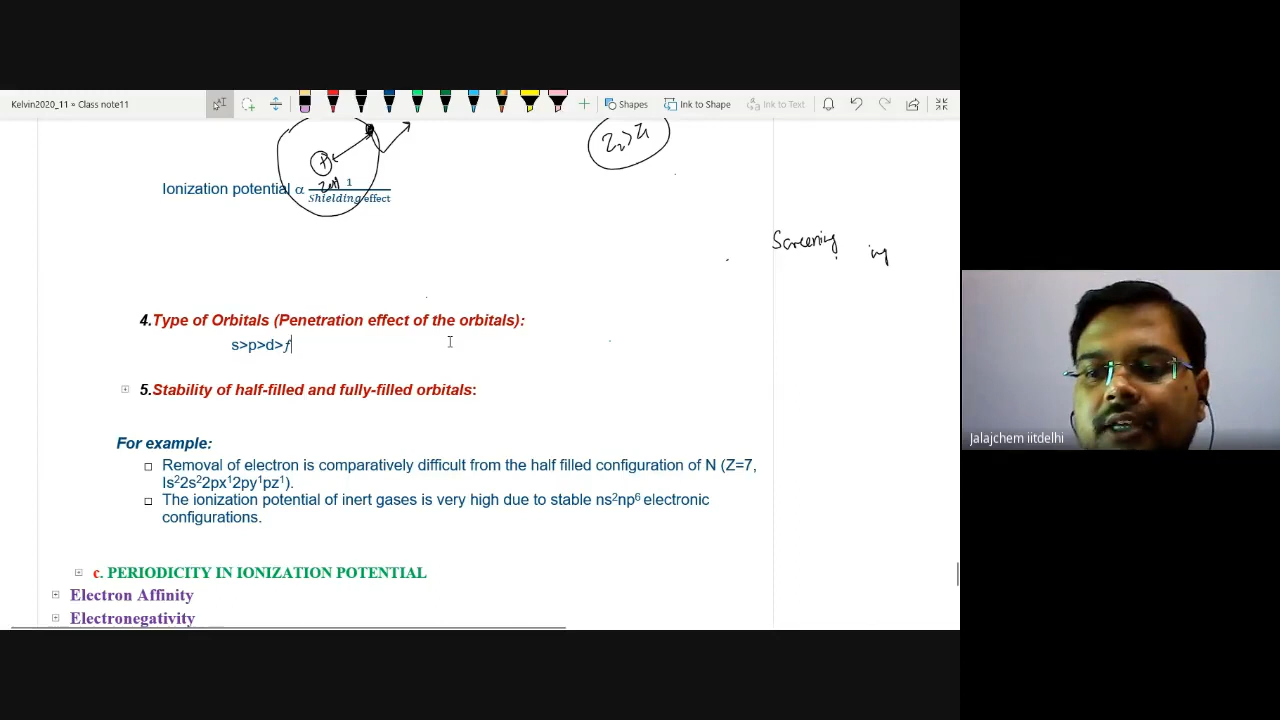 Kelvin2020_11 » Class note11
Shapes
Ink to Shape
Ink to Text
Z₂>Z₁
+
Zeff
Ionization potential α 1/Shielding effect
Screening
4.Type of Orbitals (Penetration effect of the orbitals):
s>p>d>f
5.Stability of half-filled and fully-filled orbitals:
For example:
Removal of electron is comparatively difficult from the half filled configuration of N (Z=7,
Is²2s²2px¹2py¹pz¹).
The ionization potential of inert gases is very high due to stable ns²np⁶ electronic
configurations.
c. PERIODICITY IN IONIZATION POTENTIAL
Electron Affinity
Electronegativity
Jalajchem iitdelhi